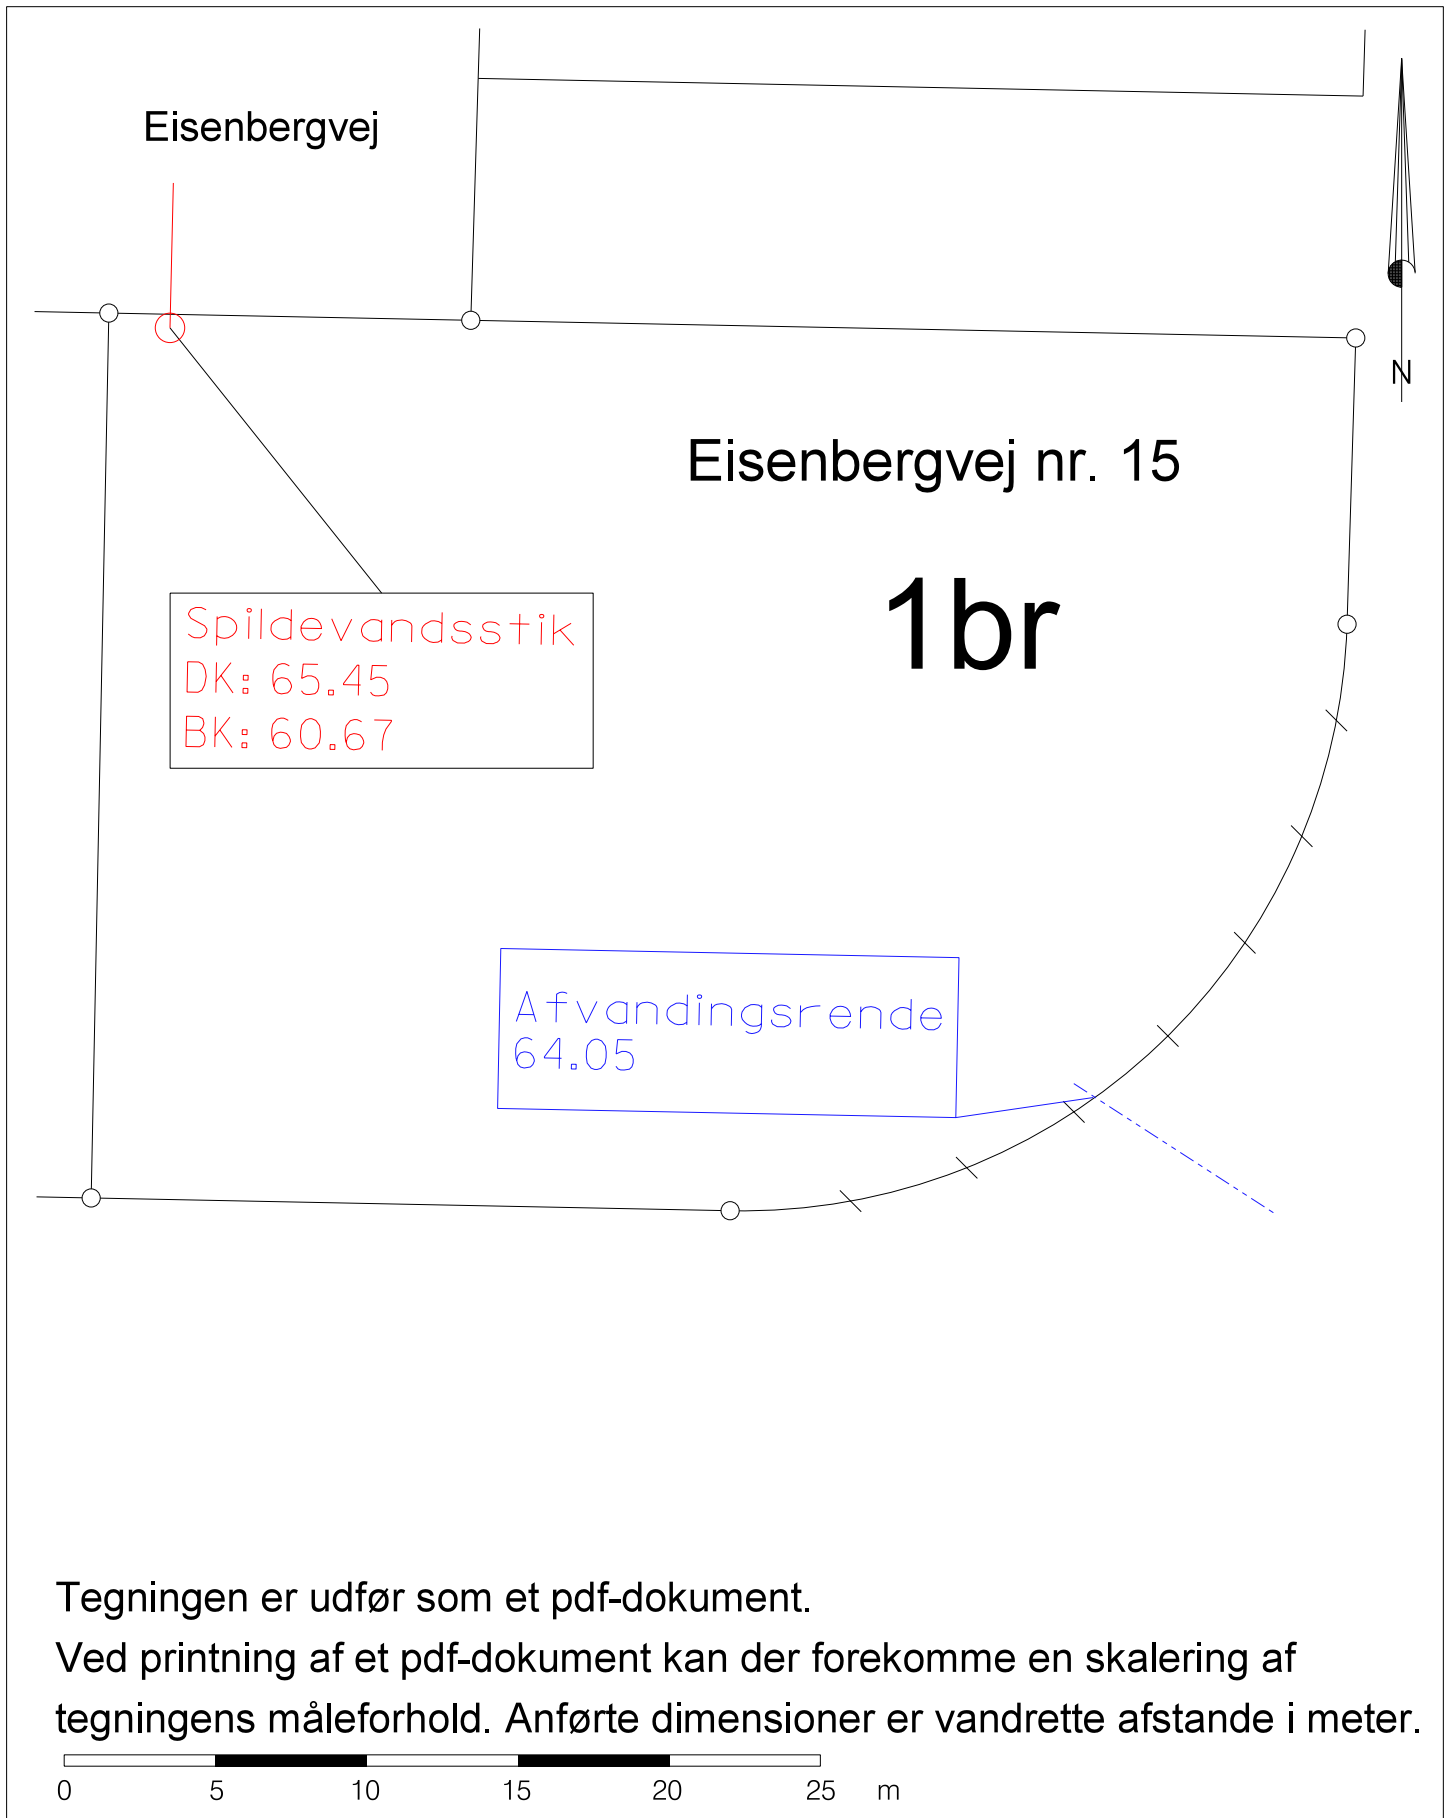 Eisenbergvej
N
Eisenbergvej nr. 15
1br
Spildevandsstik
DK: 65.45
BK: 60.67
Afvandingsrende
64.05
Tegningen er udfør som et pdf-dokument.
Ved printning af et pdf-dokument kan der forekomme en skalering af
tegningens måleforhold. Anførte dimensioner er vandrette afstande i meter.
0 5 10 15 20 25 m